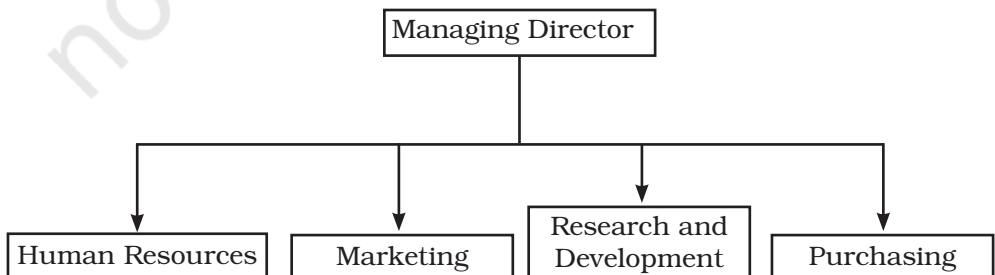 Managing Director
Human Resources
Marketing
Research and
Development
Purchasing